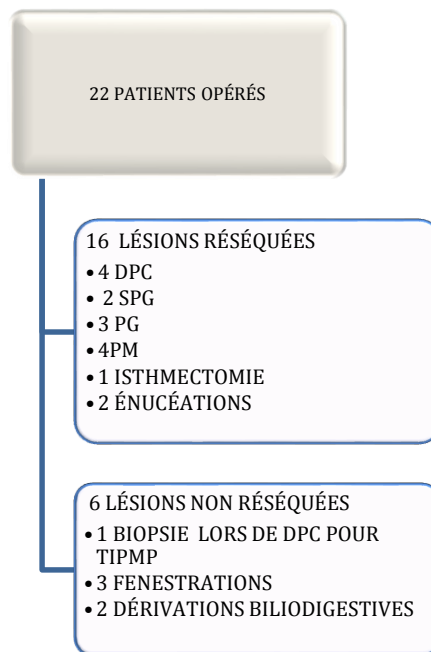 22 PATIENTS OPÉRÉS
16 LÉSIONS RÉSÉQUÉES
• 4 DPC
• 2 SPG
• 3 PG
• 4PM
• 1 ISTHMECTOMIE
• 2 ÉNUCÉATIONS
6 LÉSIONS NON RÉSÉQUÉES
• 1 BIOPSIE LORS DE DPC POUR
TIPMP
• 3 FENESTRATIONS
• 2 DÉRIVATIONS BILIODIGESTIVES